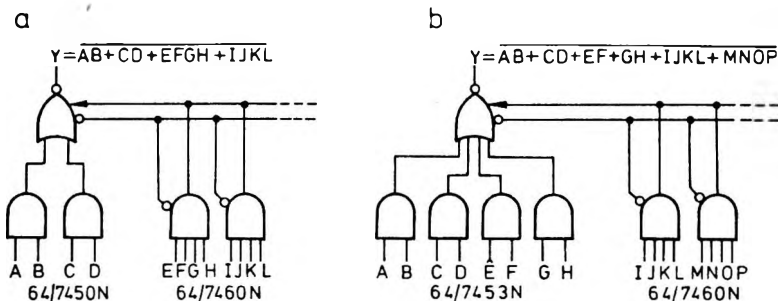 a
Y=AB+CD+EFGH+IJKL
A B C D EFGH IJKL
64/7450N 64/7460N
b
Y=AB+CD+EF+GH+IJKL+MNOP
A B C D Ê F G H IJKL MNOP
64/7453N 64/7460N